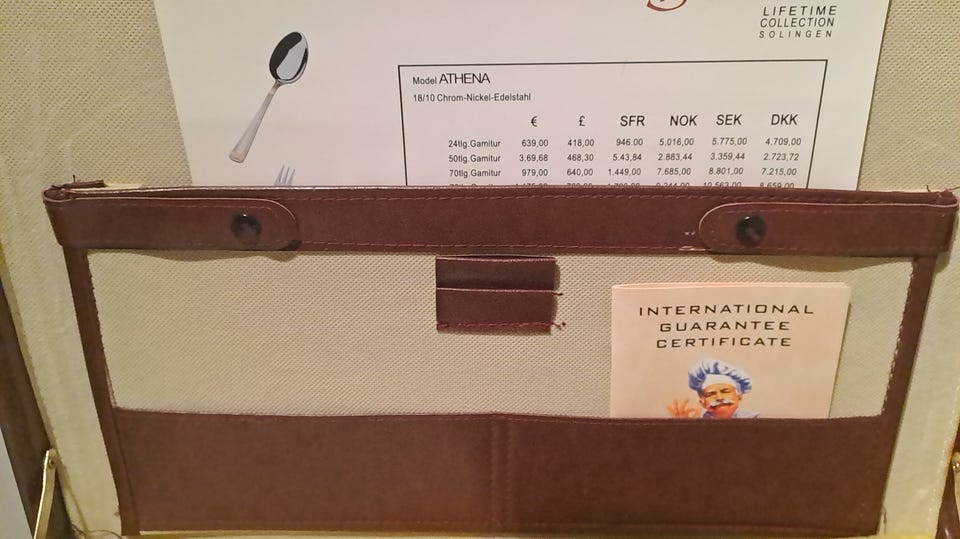 LIFETIME
COLLECTION
SOLINGEN
Model ATHENA
18/10 Chrom-Nickel-Edelstahl
€ £ SFR NOK SEK DKK
24tlg.Garnitur 639,00 418,00 946.00 5.016,00 5.775,00 4.709,00
50tlg.Garnitur 3.69,68 468,30 5.43,84 2.883,44 3.359,44 2.723,72
70tlg.Garnitur 979,00 640,00 1.449,00 7.685,00 8.801,00 7.215,00
INTERNATIONAL
GUARANTEE
CERTIFICATE